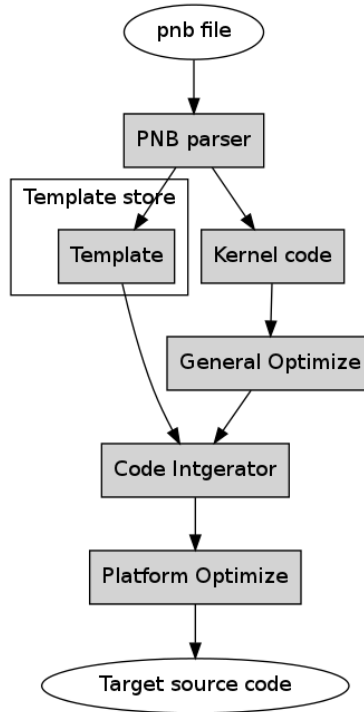 pnb file
PNB parser
Template store
Template
Kernel code
General Optimize
Code Intgerator
Platform Optimize
Target source code